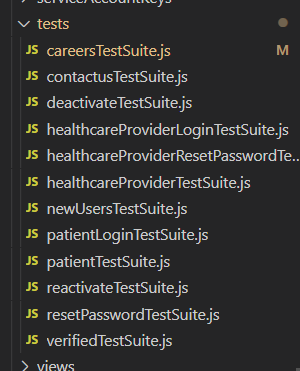 tests
JS careersTestSuite.js M
JS contactusTestSuite.js
JS deactivateTestSuite.js
JS healthcareProviderLoginTestSuite.js
JS healthcareProviderResetPasswordTe...
JS healthcareProviderTestSuite.js
JS newUsersTestSuite.js
JS patientLoginTestSuite.js
JS patientTestSuite.js
JS reactivateTestSuite.js
JS resetPasswordTestSuite.js
JS verifiedTestSuite.js
views